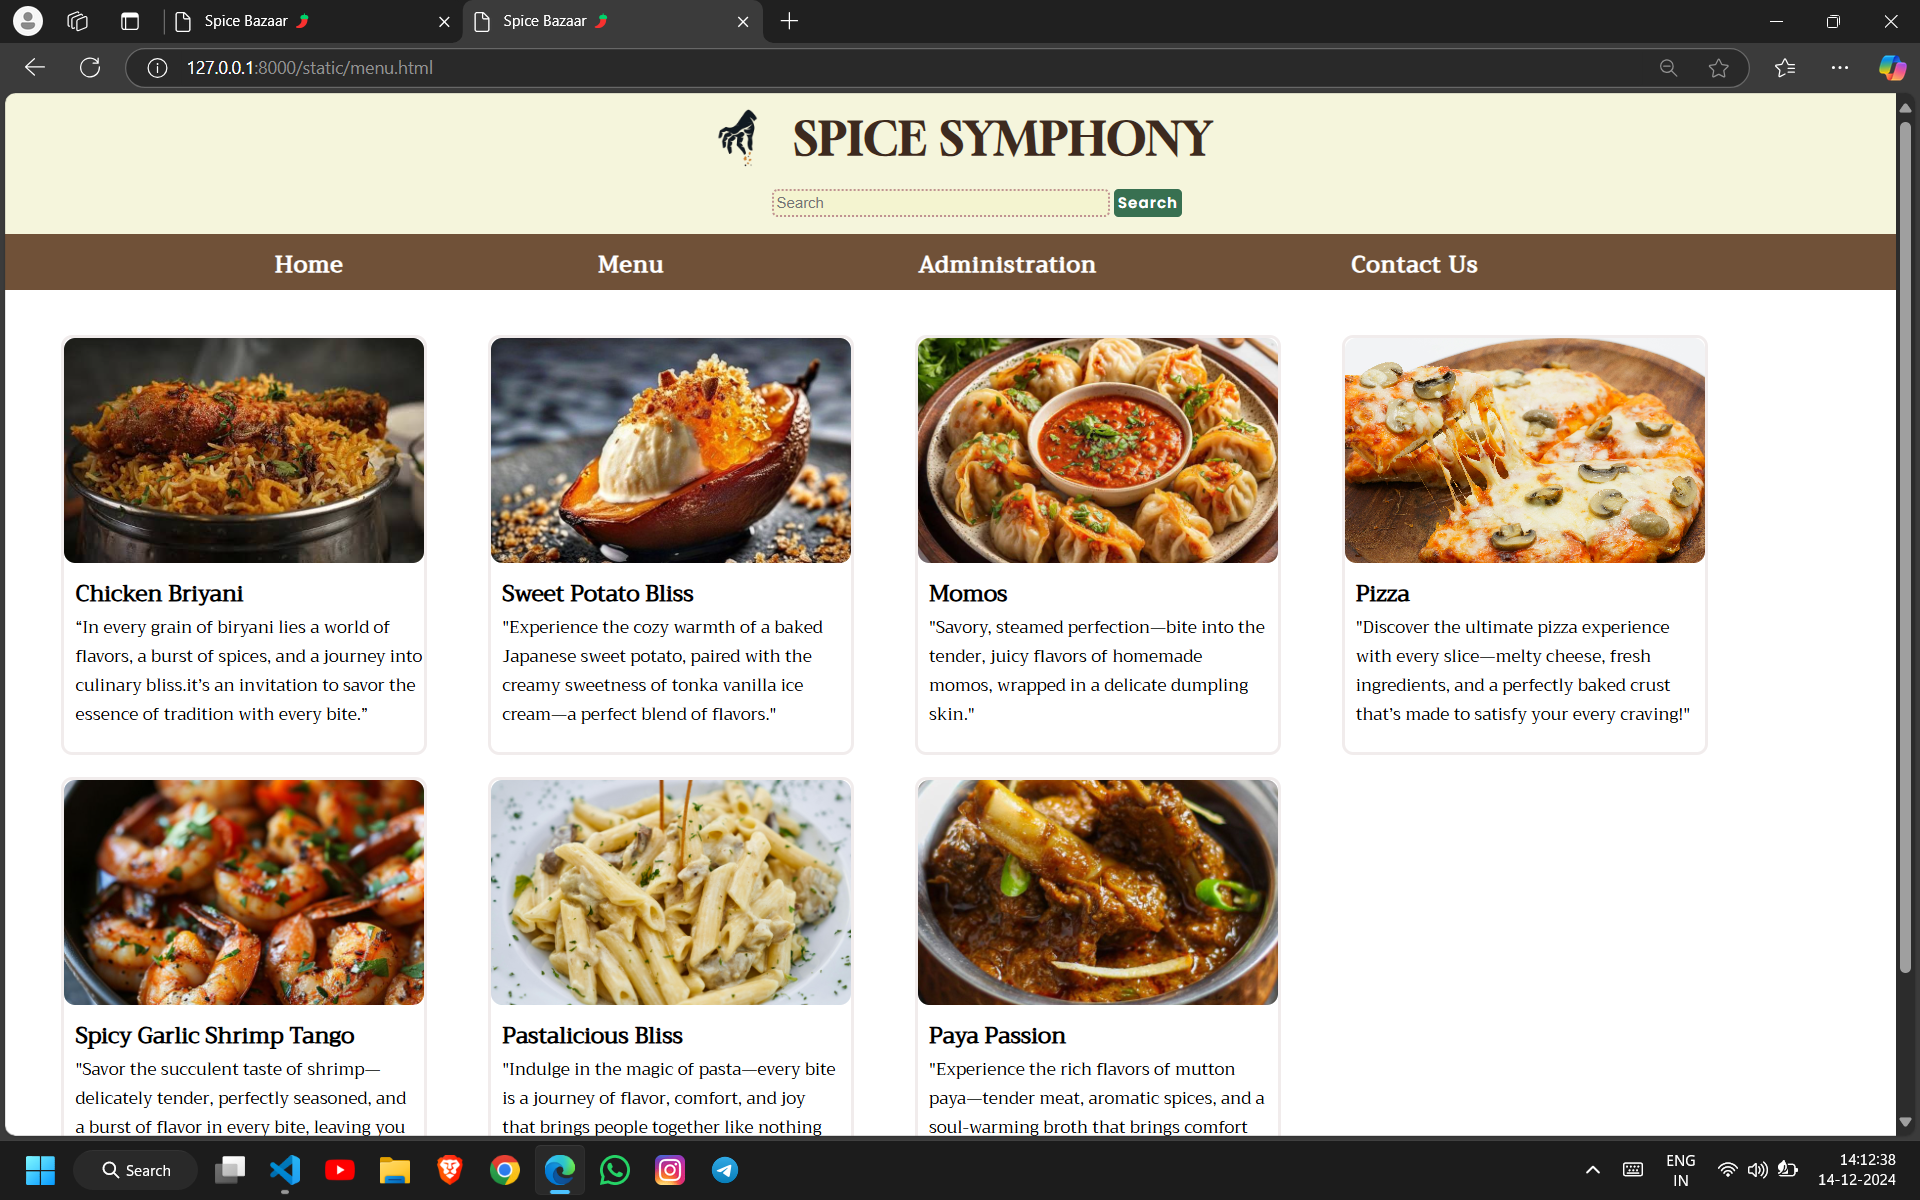 Spice Bazaar
Spice Bazaar
127.0.0.1:8000/static/menu.html
SPICE SYMPHONY
Search
Search
Home
Menu
Administration
Contact Us
Chicken Briyani
“In every grain of biryani lies a world of
flavors, a burst of spices, and a journey into
culinary bliss.it’s an invitation to savor the
essence of tradition with every bite.”
Sweet Potato Bliss
"Experience the cozy warmth of a baked
Japanese sweet potato, paired with the
creamy sweetness of tonka vanilla ice
cream—a perfect blend of flavors."
Momos
"Savory, steamed perfection—bite into the
tender, juicy flavors of homemade
momos, wrapped in a delicate dumpling
skin."
Pizza
"Discover the ultimate pizza experience
with every slice—melty cheese, fresh
ingredients, and a perfectly baked crust
that’s made to satisfy your every craving!"
Spicy Garlic Shrimp Tango
"Savor the succulent taste of shrimp—
delicately tender, perfectly seasoned, and
a burst of flavor in every bite, leaving you
Pastalicious Bliss
"Indulge in the magic of pasta—every bite
is a journey of flavor, comfort, and joy
that brings people together like nothing
Paya Passion
"Experience the rich flavors of mutton
paya—tender meat, aromatic spices, and a
soul-warming broth that brings comfort
Search
ENG
IN
14:12:38
14-12-2024